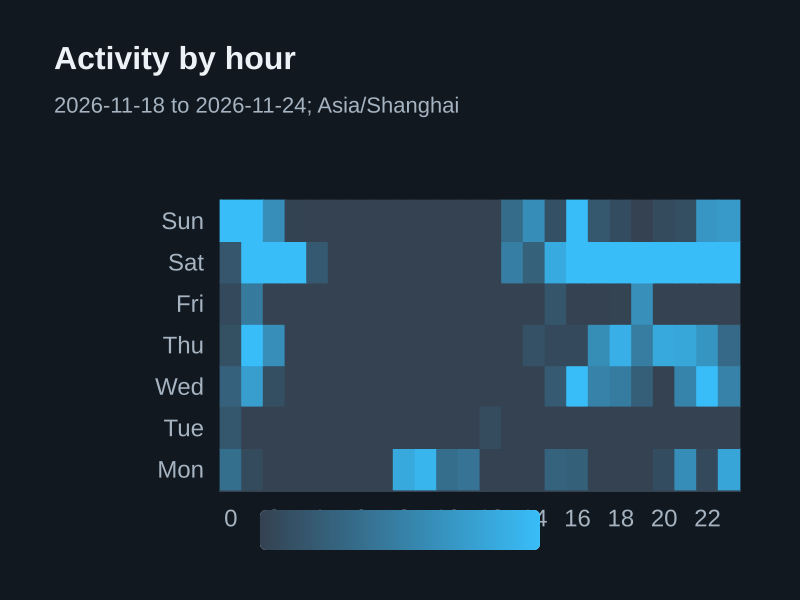 Activity by hour
2026-11-18 to 2026-11-24; Asia/Shanghai
Sun
Sat
Fri
Thu
Wed
Tue
Mon
0 16 18 20 22